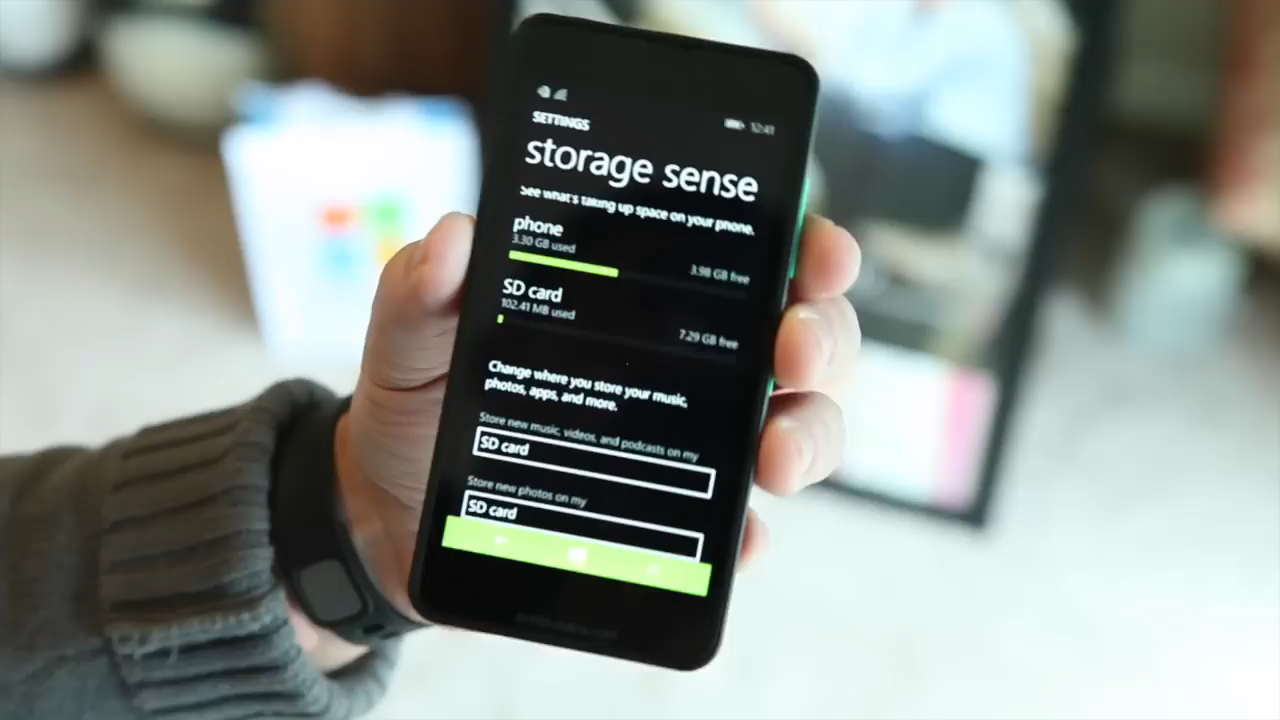 12:41
SETTINGS
storage sense
See what's taking up space on your phone.
phone
3.30 GB used
3.98 GB free
SD card
102.41 MB used
7.29 GB free
Change where you store your music,
photos, apps, and more.
Store new music, videos, and podcasts on my
SD card
Store new photos on my
SD card